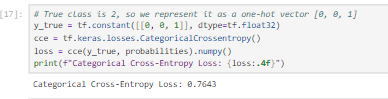 [17]: # True class is 2, so we represent it as a one-hot vector [0, 0, 1]
y_true = tf.constant([[0, 0, 1]], dtype=tf.float32)
cce = tf.keras.losses.CategoricalCrossentropy()
loss = cce(y_true, probabilities).numpy()
print(f"Categorical Cross-Entropy Loss: {loss:.4f}")
Categorical Cross-Entropy Loss: 0.7643